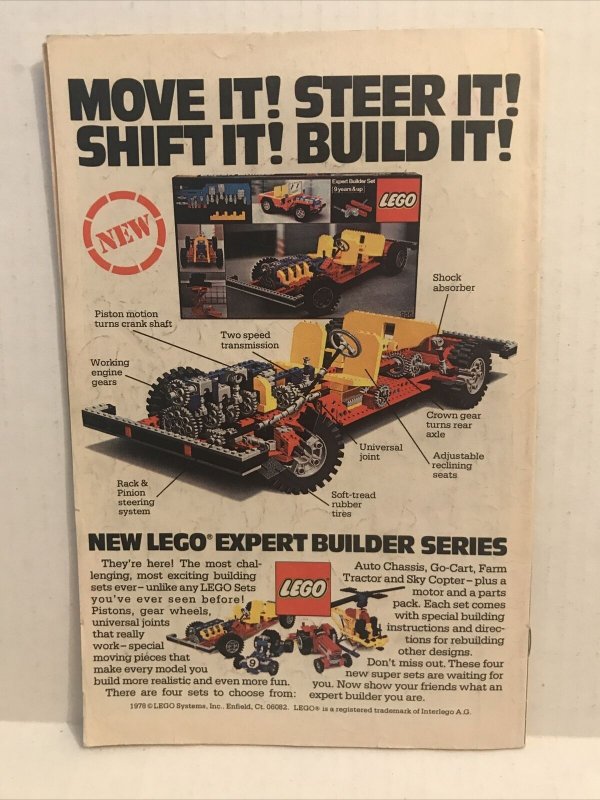 MOVE IT! STEER IT!
SHIFT IT! BUILD IT!
NEW
Expert Builder Set
(9 years & up)
LEGO
956
Shock
absorber
Piston motion
turns crank shaft
Two speed
transmission
Working
engine
gears
Crown gear
turns rear
axle
Universal
joint
Adjustable
reclining
seats
Rack &
Pinion
steering
system
Soft-tread
rubber
tires
NEW LEGO® EXPERT BUILDER SERIES
They're here! The most chal-
lenging, most exciting building
sets ever – unlike any LEGO Sets
you've ever seen before!
Pistons, gear wheels,
universal joints
that really
work – special
moving pieces that
make every model you
build more realistic and even more fun.
There are four sets to choose from:
LEGO
9
Auto Chassis, Go-Cart, Farm
Tractor and Sky Copter – plus a
motor and a parts
pack. Each set comes
with special building
instructions and direc-
tions for rebuilding
other designs.
Don't miss out. These four
new super sets are waiting for
you. Now show your friends what an
expert builder you are.
1978 © LEGO Systems, Inc., Enfield, Ct. 06082. LEGO® is a registered trademark of Interlego A.G.